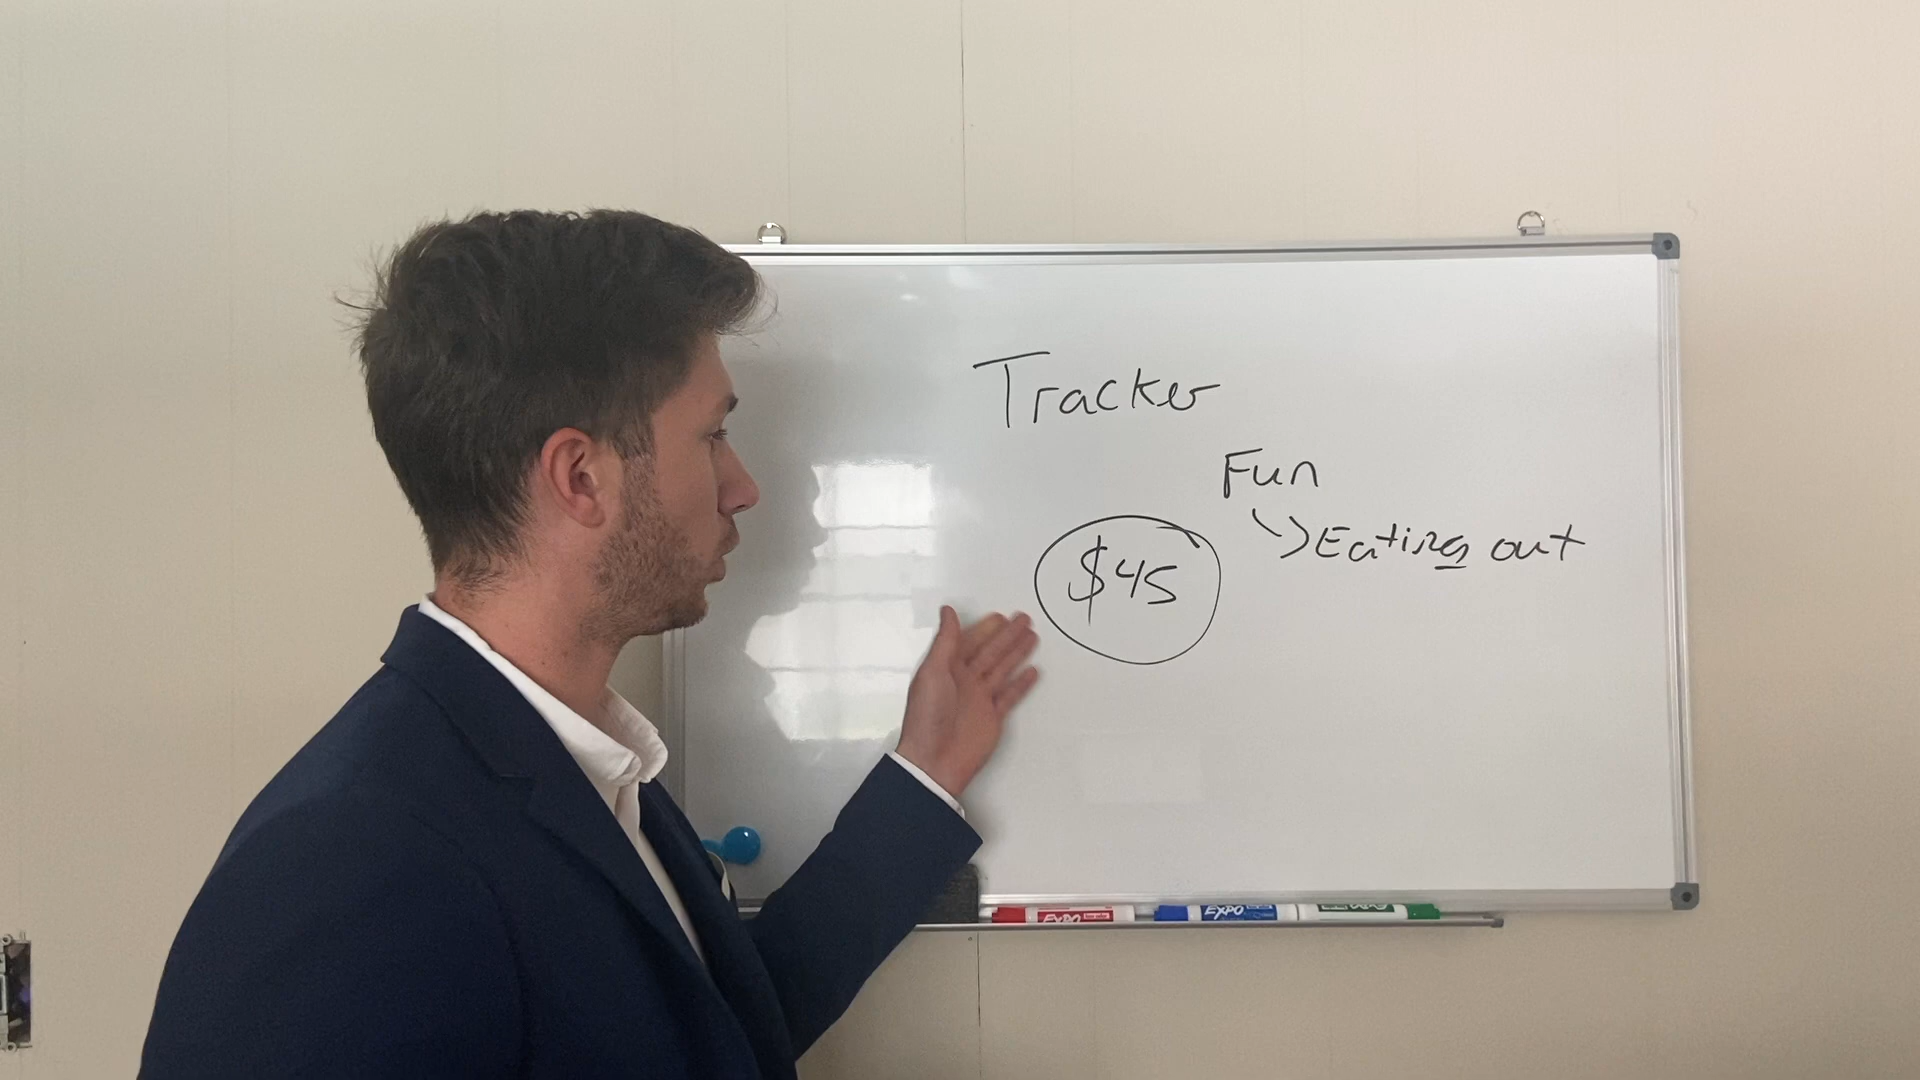 Tracker
Fun
Eating out
$45
EXPO
EXPO